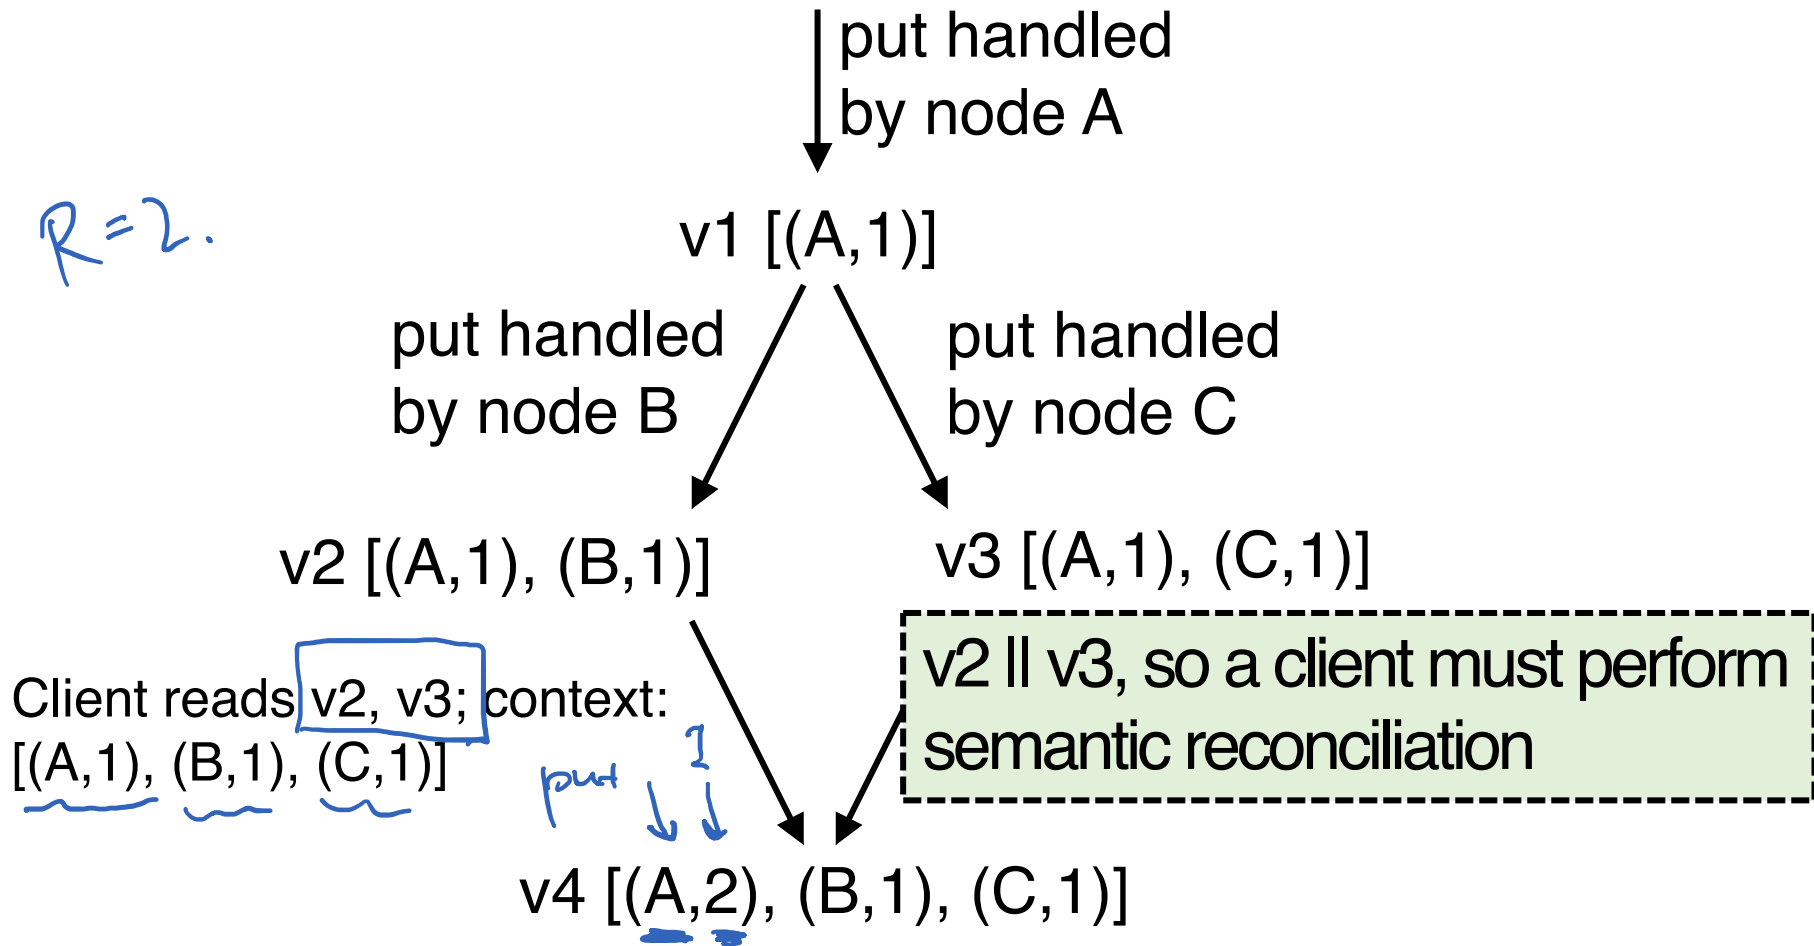 put handled
by node A
R=2.
v1 [(A,1)]
put handled
by node B
put handled
by node C
v2 [(A,1), (B,1)]
v3 [(A,1), (C,1)]
v2 || v3, so a client must perform
semantic reconciliation
Client reads v2, v3; context:
[(A,1), (B,1), (C,1)]
put
v4 [(A,2), (B,1), (C,1)]